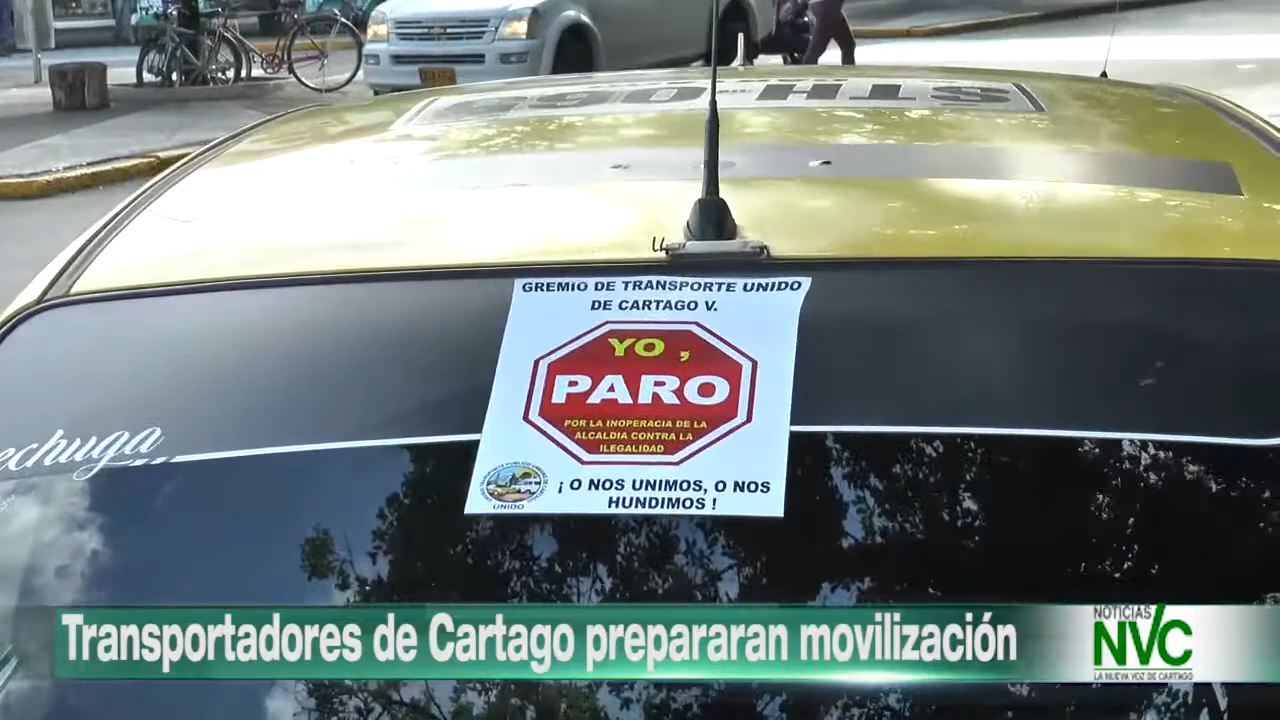 GREMIO DE TRANSPORTE UNIDO
DE CARTAGO V.
YO ,
PARO
POR LA INOPERACIA DE LA
ALCALDIA CONTRA LA
ILEGALIDAD
¡ O NOS UNIMOS, O NOS
HUNDIMOS !
UNIDO
echuga...
Transportadores de Cartago prepararan movilización
NOTICIAS
NVC
LA NUEVA VOZ DE CARTAGO